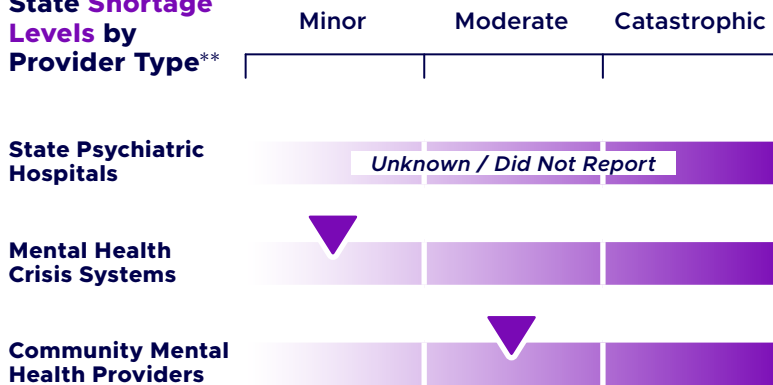 State Shortage
Levels by
Provider Type**
Minor Moderate Catastrophic
State Psychiatric
Hospitals
Unknown / Did Not Report
Mental Health
Crisis Systems
Community Mental
Health Providers